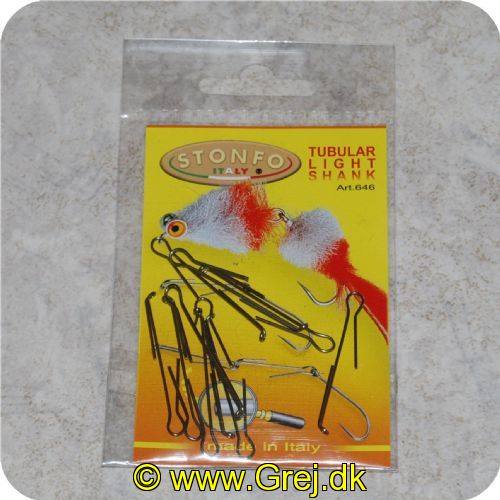 STONFO
ITALY
TUBULAR
LIGHT
SHANK
Art.646
made in Italy
© www.Grej.dk